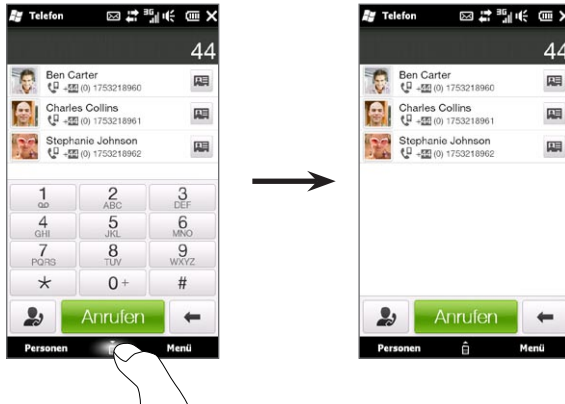 Telefon
3G
44
Ben Carter
+44 (0) 1753218960
Charles Collins
+44 (0) 1753218961
Stephanie Johnson
+44 (0) 1753218962
1 2 ABC 3 DEF
4 GHI 5 JKL 6 MNO
7 PQRS 8 TUV 9 WXYZ
* 0 + #
Anrufen
Personen Menü
Telefon
3G
44
Ben Carter
+44 (0) 1753218960
Charles Collins
+44 (0) 1753218961
Stephanie Johnson
+44 (0) 1753218962
Anrufen
Personen Menü